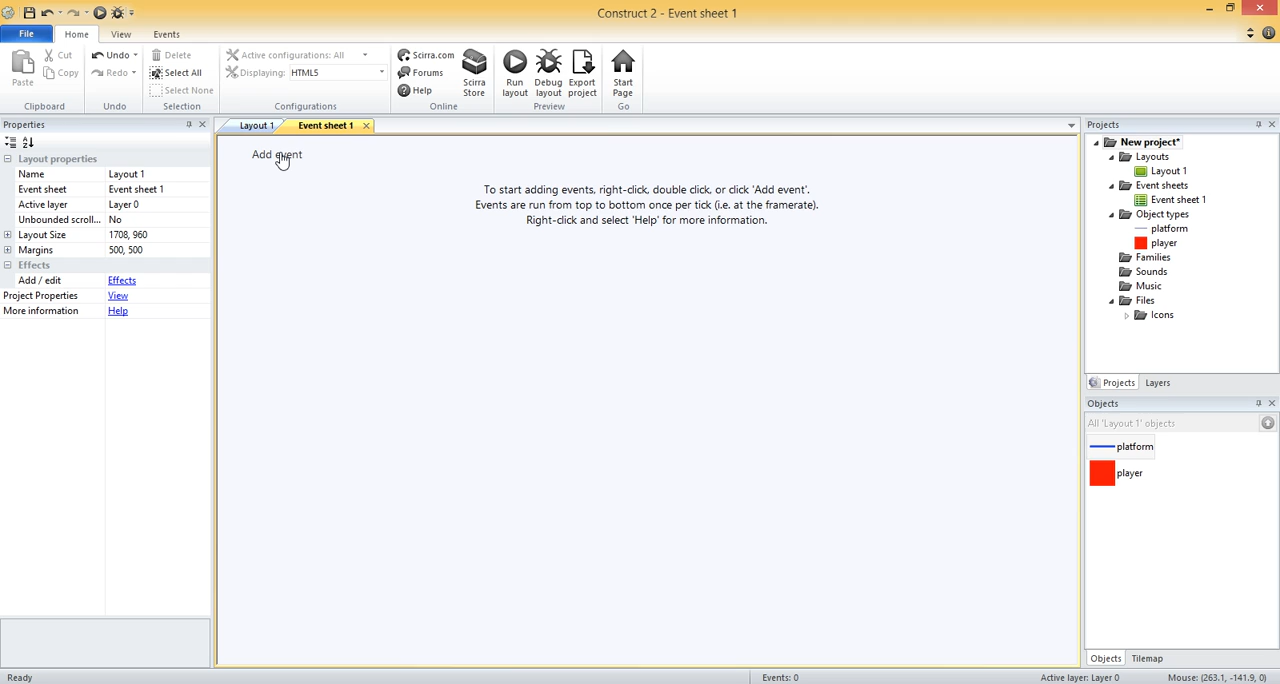 Construct 2 - Event sheet 1
File Home View Events
Paste Cut Copy
Clipboard
Undo Redo
Undo
Delete Select All Select None
Selection
Active configurations: All
Displaying: HTML5
Configurations
Scirra.com Forums Help
Scirra Store
Online
Run layout Debug layout Export project
Preview
Start Page
Go
Properties
Layout properties
Name Layout 1
Event sheet Event sheet 1
Active layer Layer 0
Unbounded scroll... No
Layout Size 1708, 960
Margins 500, 500
Effects
Add / edit Effects
Project Properties View
More information Help
Layout 1 Event sheet 1
Add event
To start adding events, right-click, double click, or click 'Add event'.
Events are run from top to bottom once per tick (i.e. at the framerate).
Right-click and select 'Help' for more information.
Projects
New project*
Layouts
Layout 1
Event sheets
Event sheet 1
Object types
platform
player
Families
Sounds
Music
Files
Icons
Projects Layers
Objects
All 'Layout 1' objects
platform
player
Objects Tilemap
Ready Events: 0 Active layer: Layer 0 Mouse: (263.1, -141.9, 0)